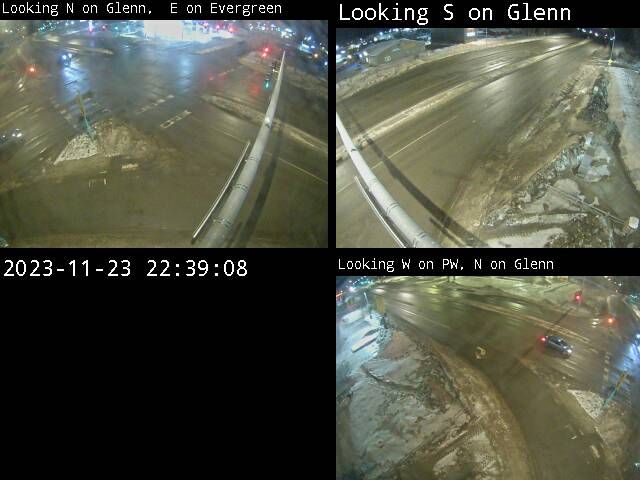 Looking N on Glenn,  E on Evergreen
Looking S on Glenn
2023-11-23 22:39:08
Looking W on PW, N on Glenn